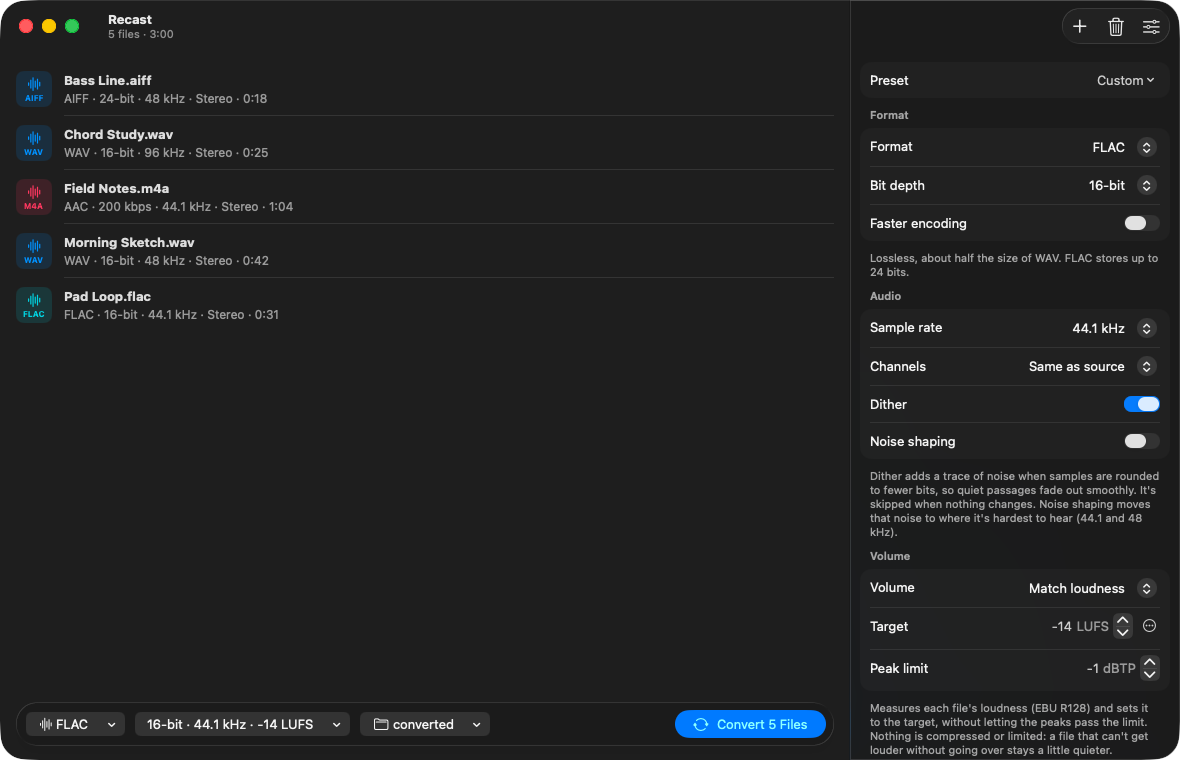 Recast
5 files · 3:00
AIFF
Bass Line.aiff
AIFF · 24-bit · 48 kHz · Stereo · 0:18
WAV
Chord Study.wav
WAV · 16-bit · 96 kHz · Stereo · 0:25
M4A
Field Notes.m4a
AAC · 200 kbps · 44.1 kHz · Stereo · 1:04
WAV
Morning Sketch.wav
WAV · 16-bit · 48 kHz · Stereo · 0:42
FLAC
Pad Loop.flac
FLAC · 16-bit · 44.1 kHz · Stereo · 0:31
FLAC
16-bit · 44.1 kHz · -14 LUFS
converted
Convert 5 Files
Preset Custom
Format
Format FLAC
Bit depth 16-bit
Faster encoding
Lossless, about half the size of WAV. FLAC stores up to
24 bits.
Audio
Sample rate 44.1 kHz
Channels Same as source
Dither
Noise shaping
Dither adds a trace of noise when samples are rounded
to fewer bits, so quiet passages fade out smoothly. It's
skipped when nothing changes. Noise shaping moves
that noise to where it's hardest to hear (44.1 and 48
kHz).
Volume
Volume Match loudness
Target -14 LUFS
Peak limit -1 dBTP
Measures each file's loudness (EBU R128) and sets it
to the target, without letting the peaks pass the limit.
Nothing is compressed or limited: a file that can't get
louder without going over stays a little quieter.